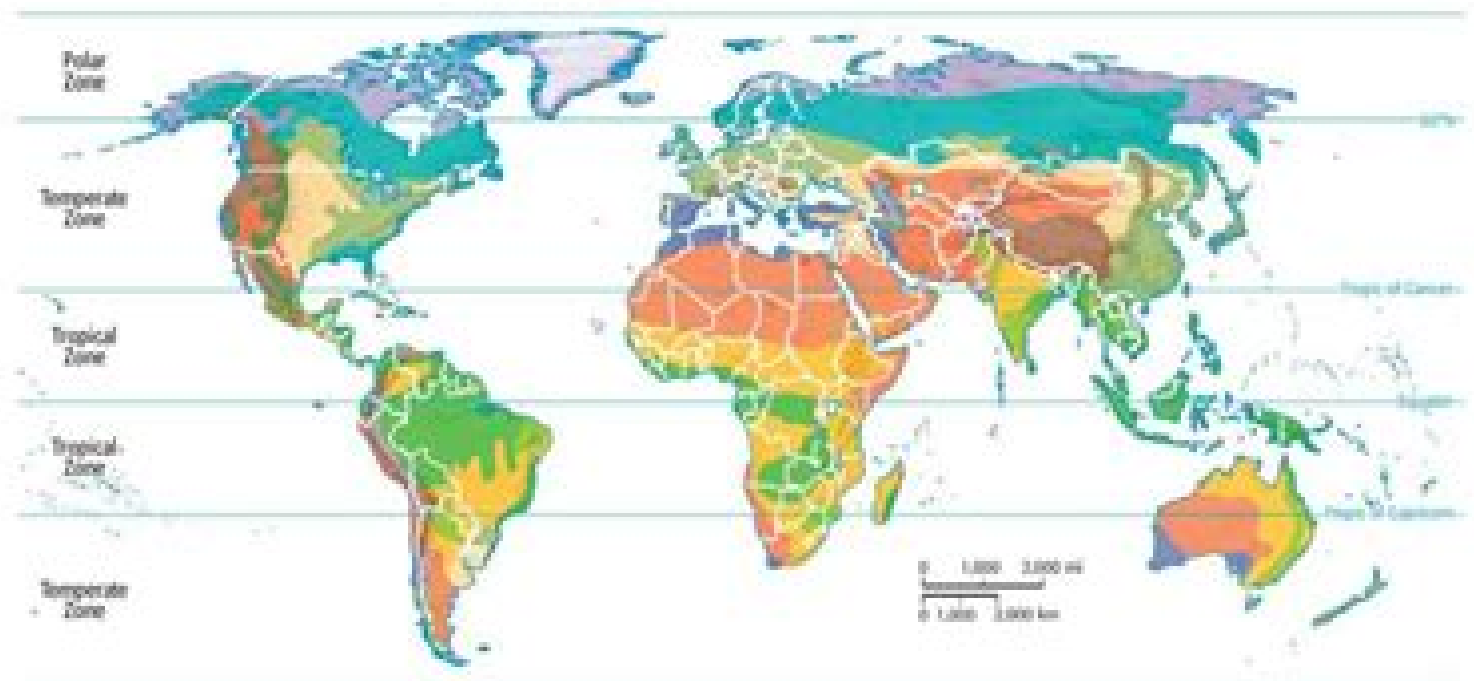 Polar
Zone
60°N
Temperate
Zone
Tropic of Cancer
Tropical
Zone
Equator
Tropical
Zone
Tropic of Capricorn
0 1,000 2,000 mi
0 1,000 2,000 km
Temperate
Zone